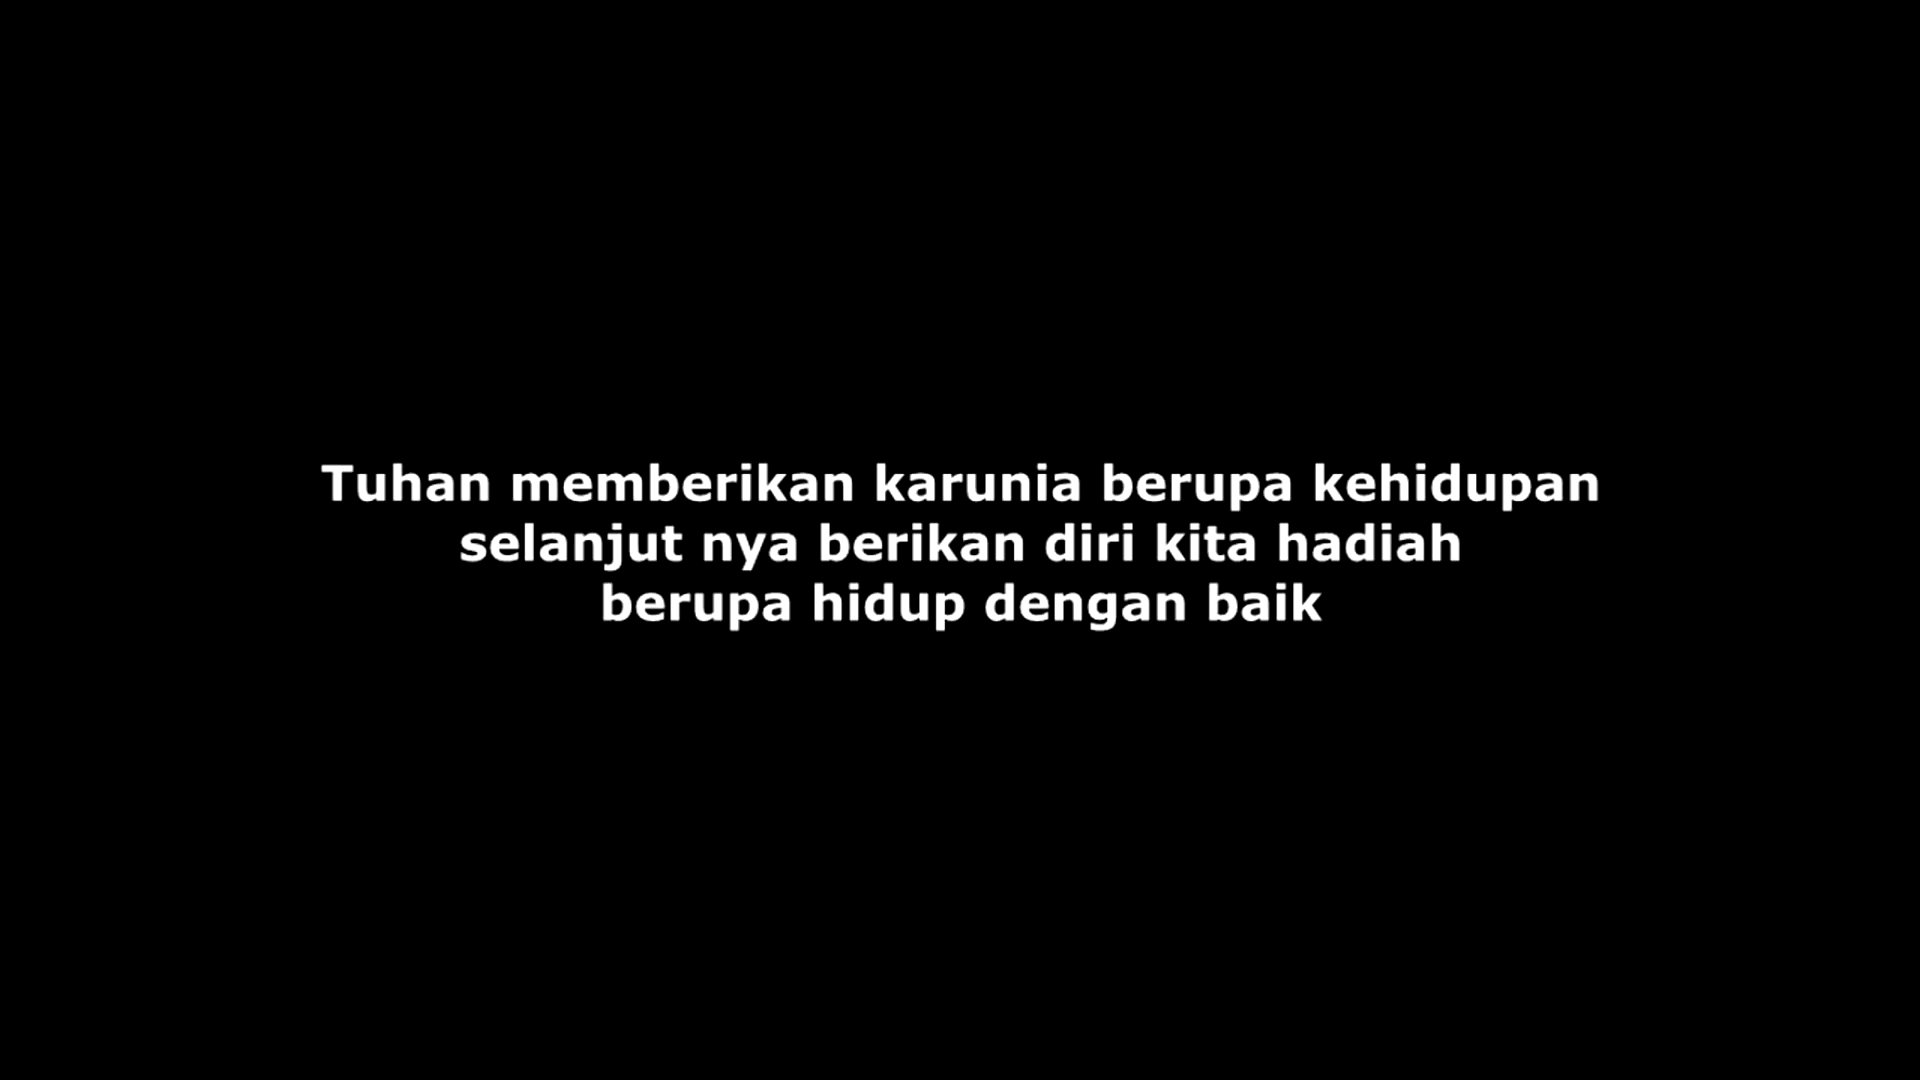 Tuhan memberikan karunia berupa kehidupan
selanjut nya berikan diri kita hadiah
berupa hidup dengan baik